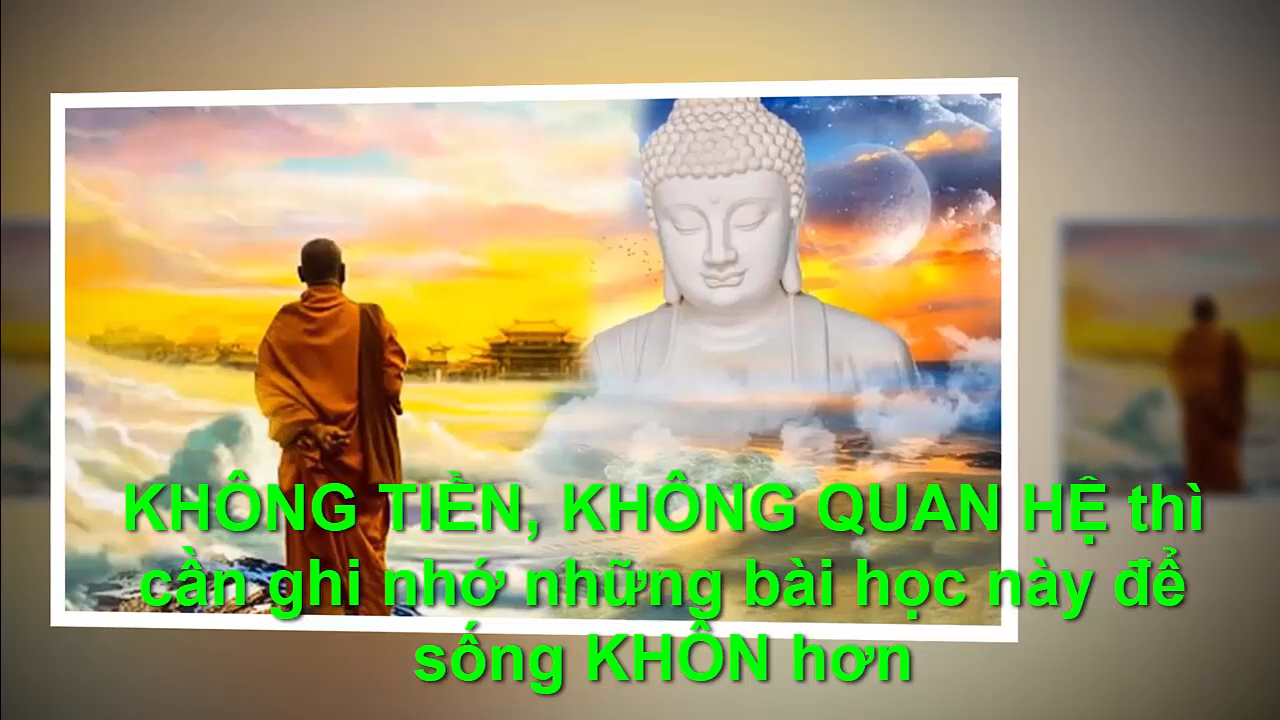 KHÔNG TIỀN, KHÔNG QUAN HỆ thì
cần ghi nhớ những bài học này để
sống KHÔN hơn